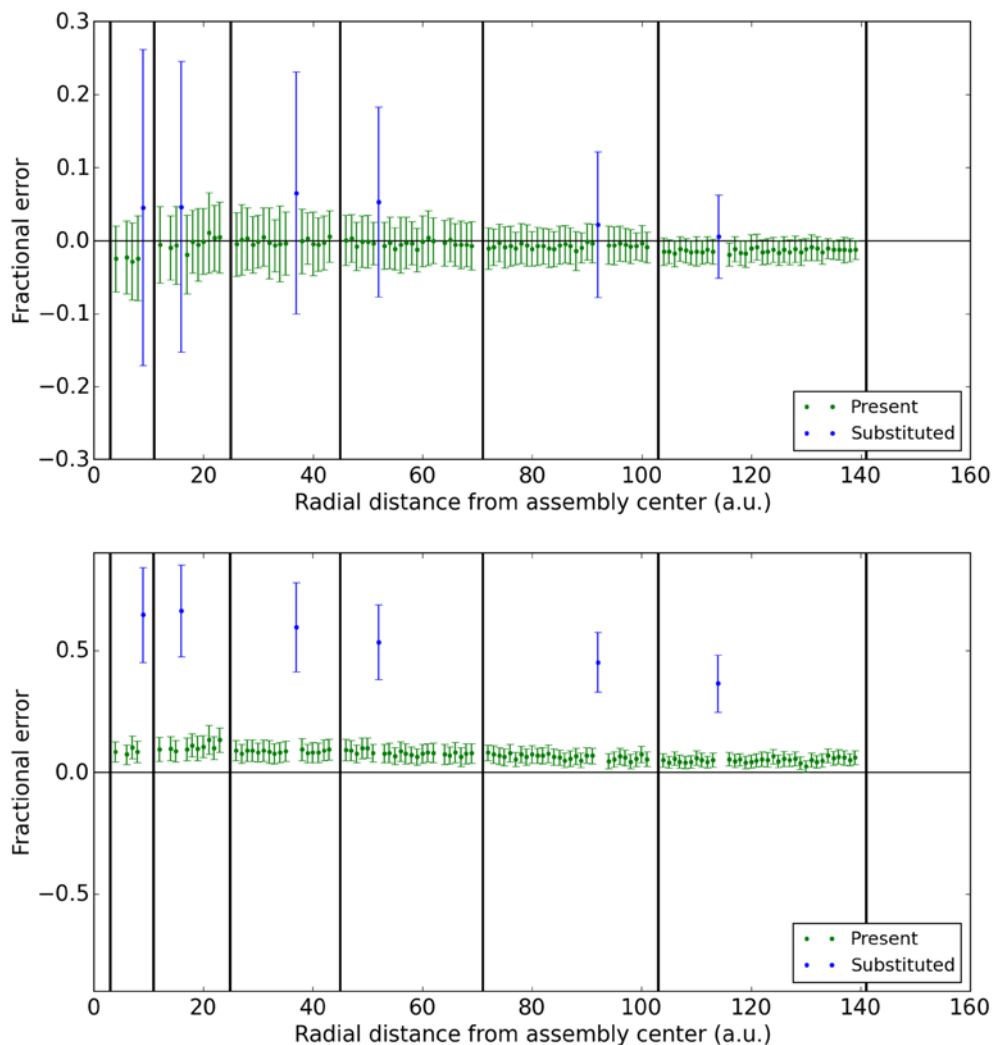 Fractional error
0.3
0.2
0.1
0.0
−0.1
−0.2
−0.3
Present
Substituted
0 20 40 60 80 100 120 140 160
Radial distance from assembly center (a.u.)
Fractional error
0.5
0.0
−0.5
Present
Substituted
0 20 40 60 80 100 120 140 160
Radial distance from assembly center (a.u.)